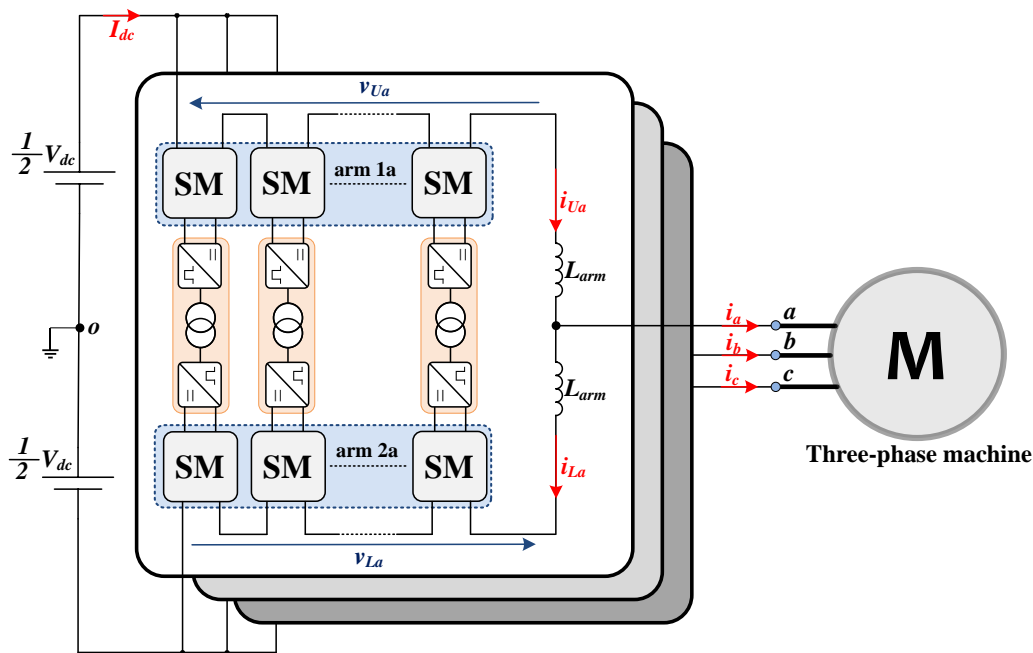 I_dc
v_Ua
1/2 V_dc
SM SM arm 1a SM
i_Ua
L_arm
o
i_a a
i_b b
i_c c
M
L_arm
1/2 V_dc
SM SM arm 2a SM
i_La
Three-phase machine
v_La